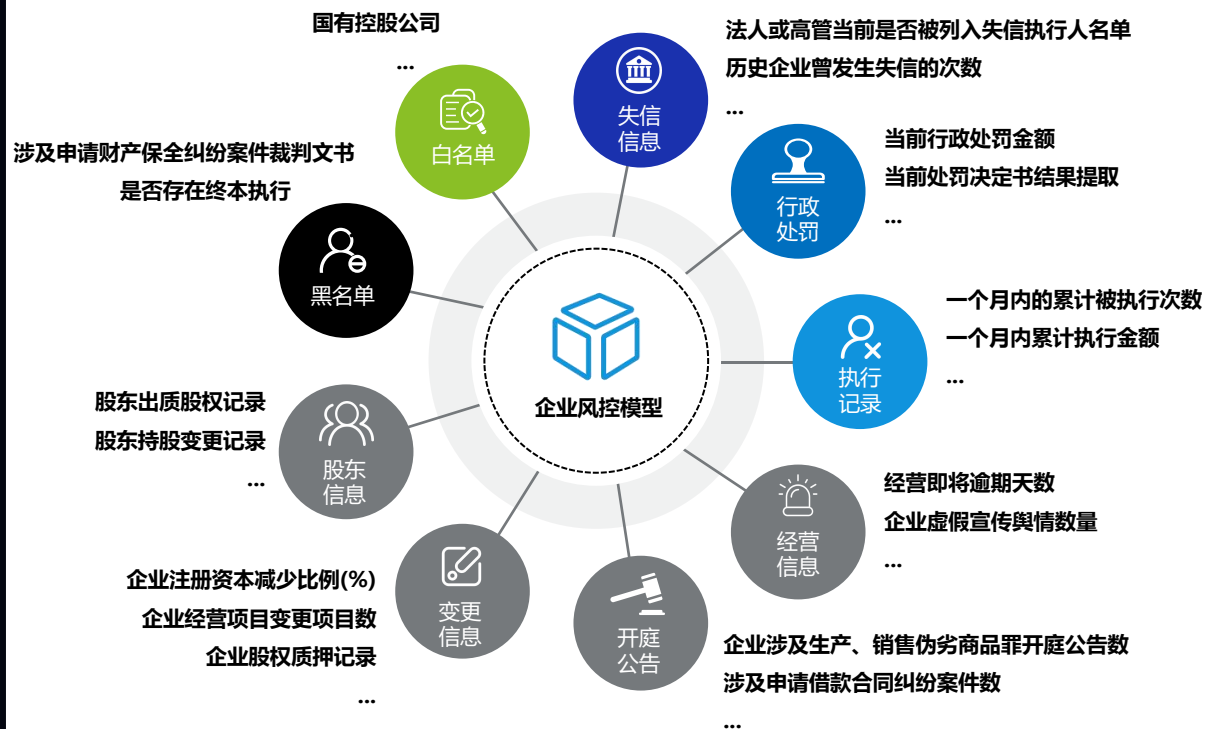 国有控股公司
...
白名单
失信
信息
法人或高管当前是否被列入失信执行人名单
历史企业曾发生失信的次数
...
行政
处罚
当前行政处罚金额
当前处罚决定书结果提取
...
执行
记录
一个月内的累计被执行次数
一个月内累计执行金额
...
经营
信息
经营即将逾期天数
企业虚假宣传舆情数量
...
开庭
公告
企业涉及生产、销售伪劣商品罪开庭公告数
涉及申请借款合同纠纷案件数
...
变更
信息
企业注册资本减少比例(%)
企业经营项目变更项目数
企业股权质押记录
...
股东
信息
股东出质股权记录
股东持股变更记录
...
黑名单
涉及申请财产保全纠纷案件裁判文书
是否存在终本执行
企业风控模型